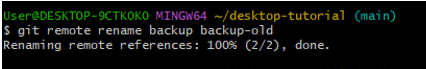 User@DESKTOP-9CTKOKO MINGW64 ~/desktop-tutorial (main)
$ git remote rename backup backup-old
Renaming remote references: 100% (2/2), done.